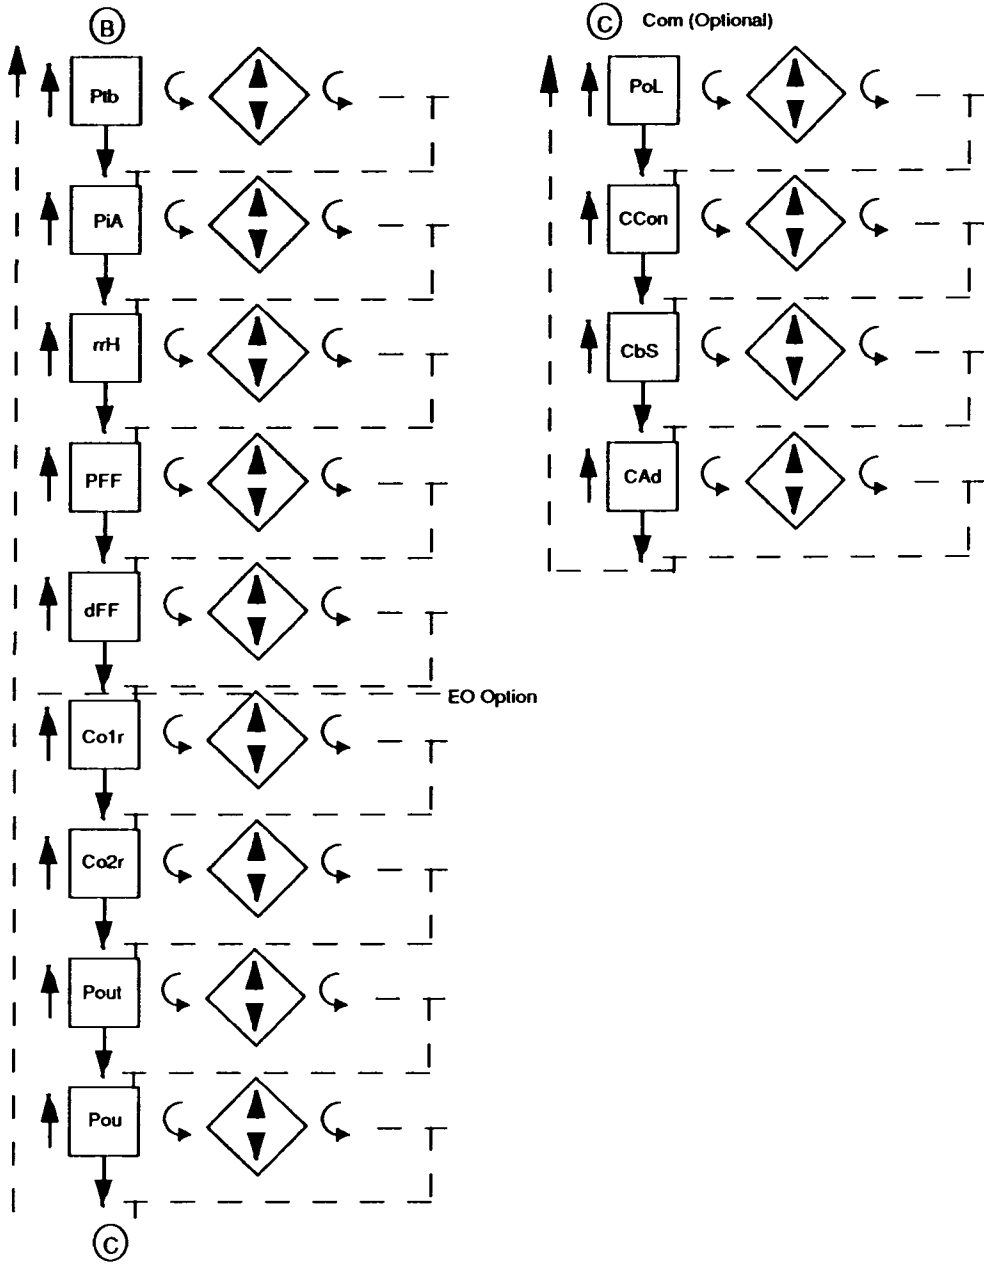 B
Ptb
PiA
rrH
PFF
dFF
EO Option
Co1r
Co2r
Pout
Pou
C
C Com (Optional)
PoL
CCon
CbS
CAd